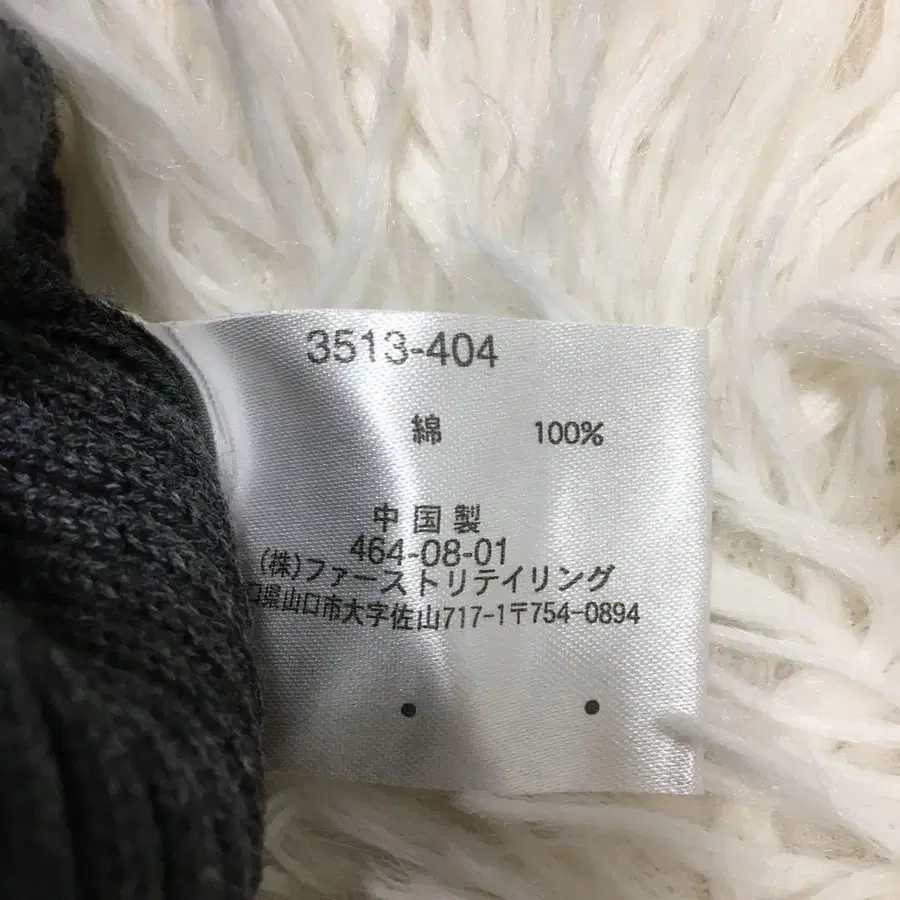 3513-404
綿 100%
中国製
464-08-01
(株)ファーストリテイリング
口県山口市大字佐山717-1〒754-0894